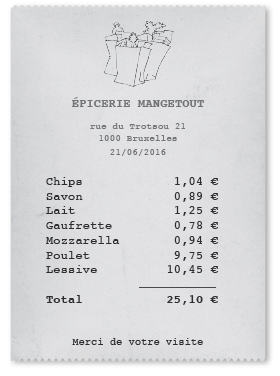 ÉPICERIE MANGETOUT
rue du Trotsou 21
1000 Bruxelles
21/06/2016
Chips 1,04 €
Savon 0,89 €
Lait 1,25 €
Gaufrette 0,78 €
Mozzarella 0,94 €
Poulet 9,75 €
Lessive 10,45 €
Total 25,10 €
Merci de votre visite